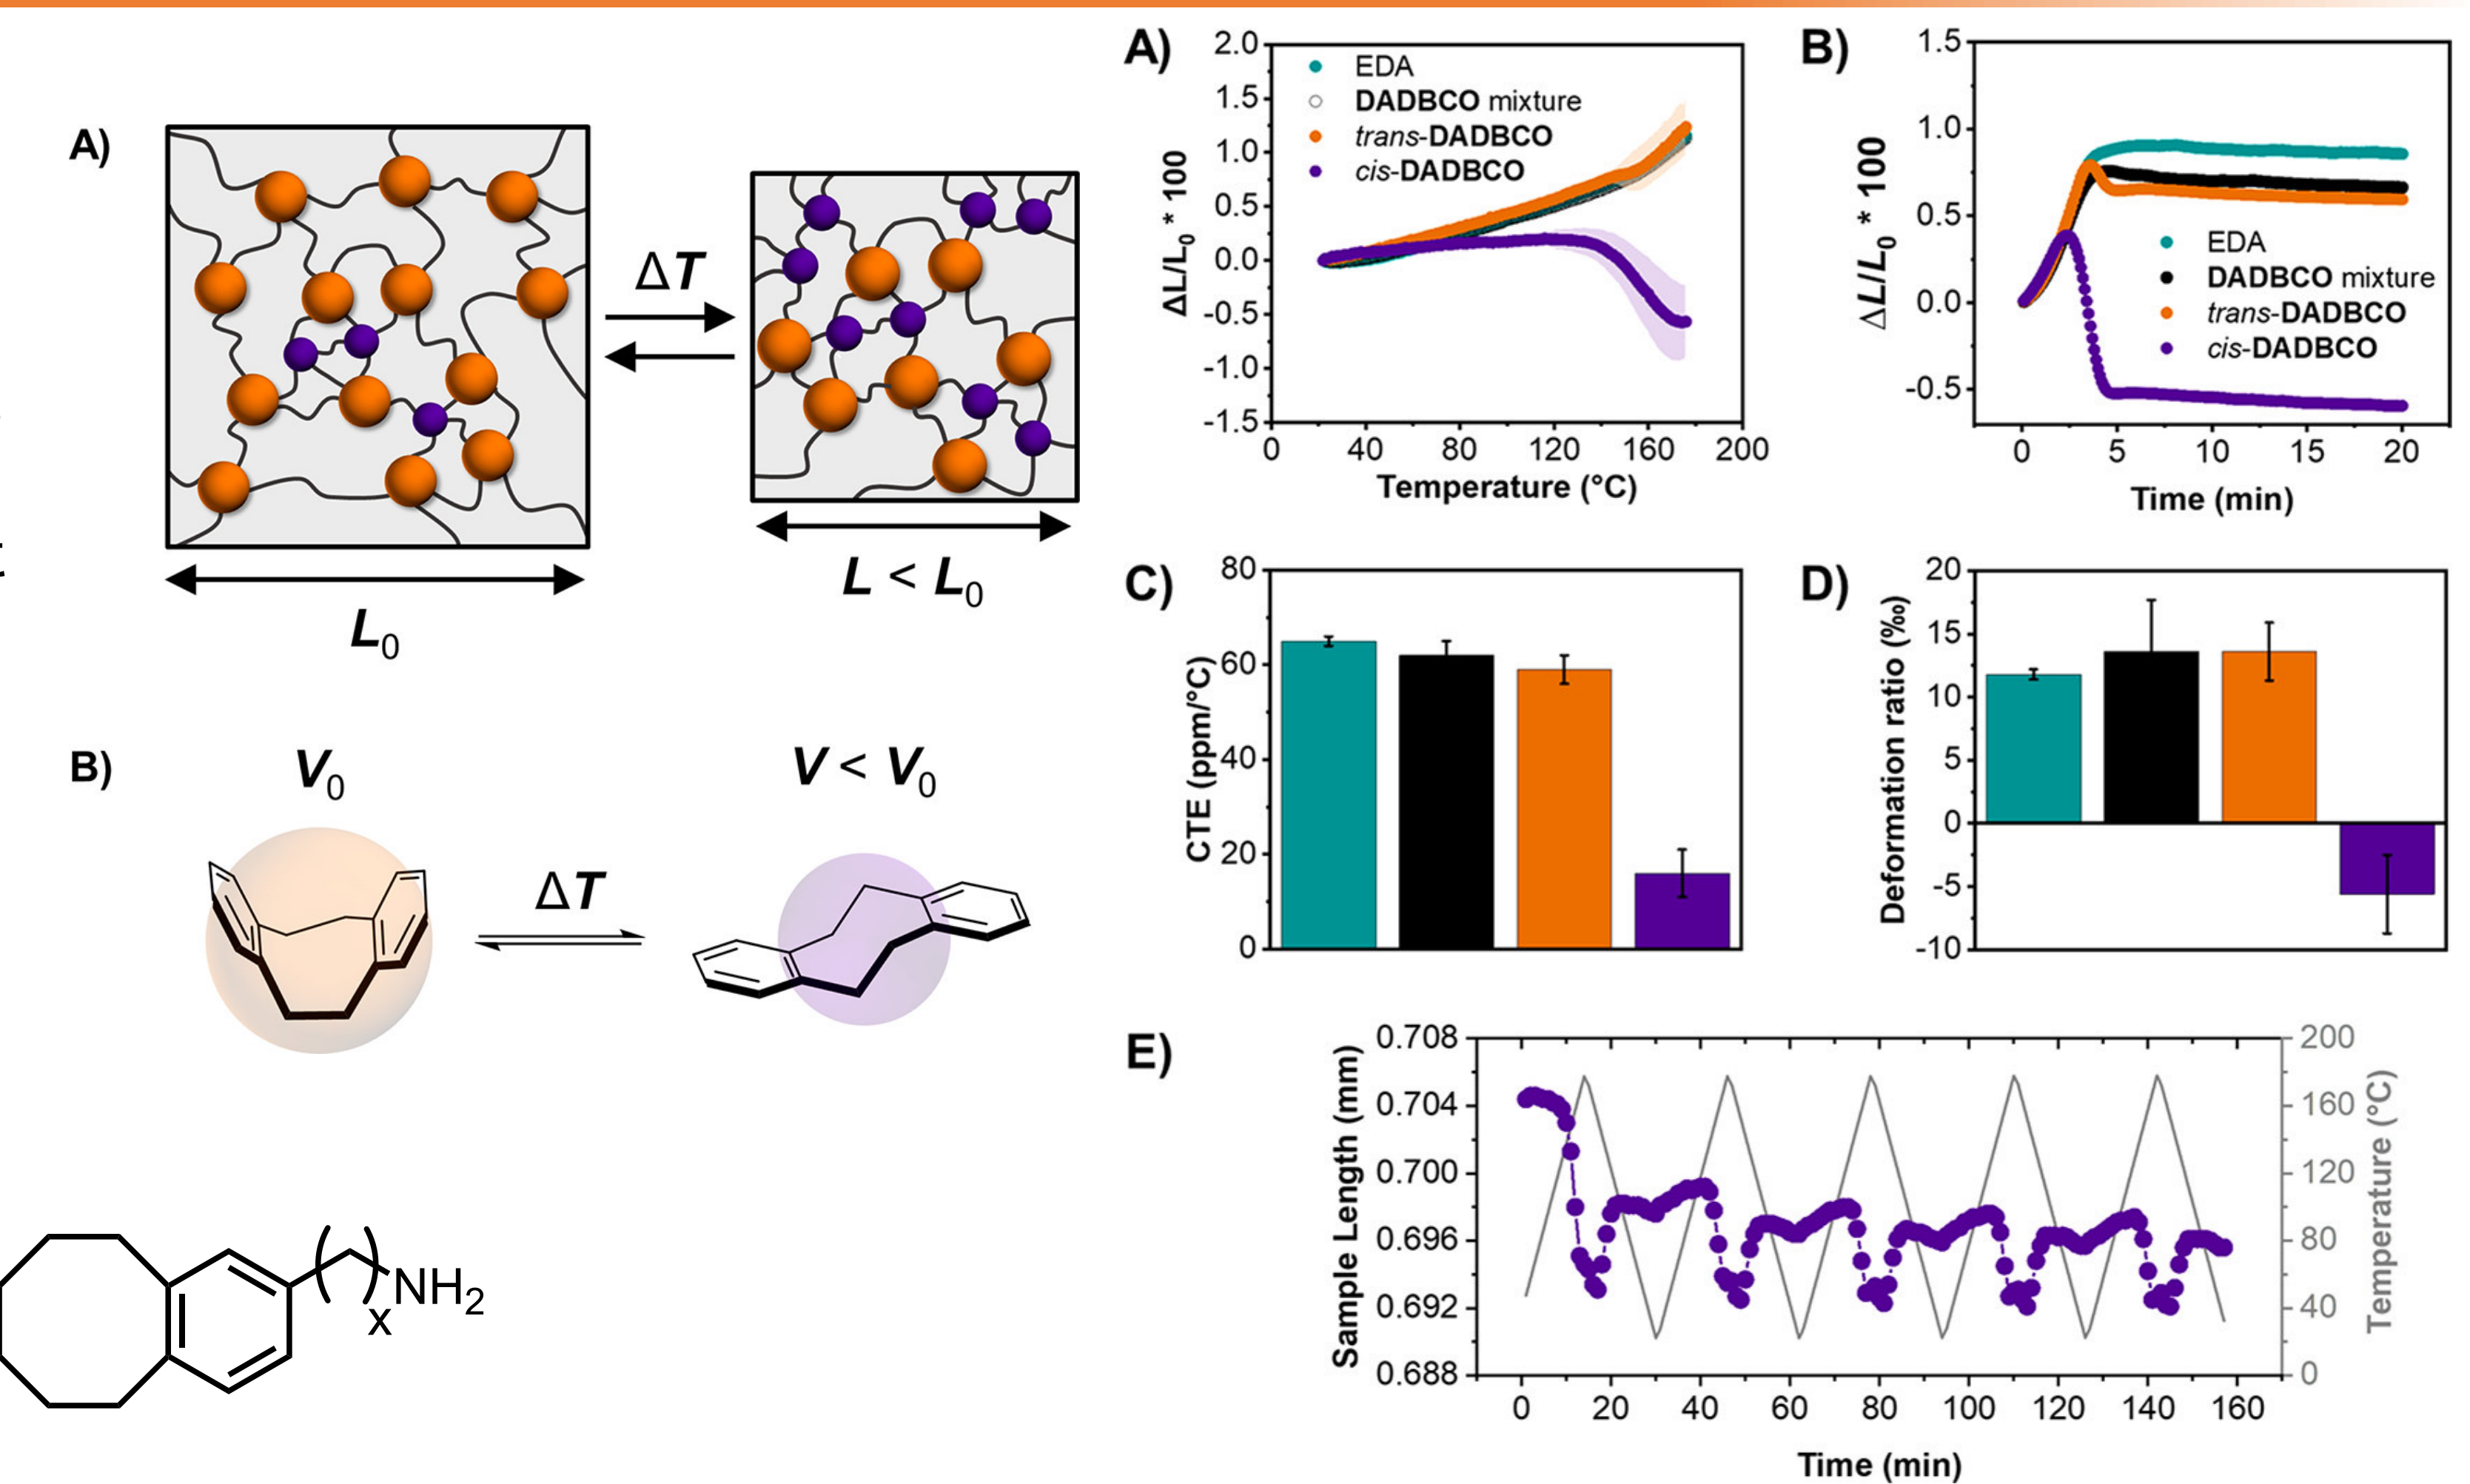 A)
ΔT
L < L0
L0
B)
V0
V < V0
ΔT
( ) x NH2
A)
2.0
1.5
1.0
0.5
0.0
-0.5
-1.0
-1.5
ΔL/L0 * 100
EDA
DADBCO mixture
trans-DADBCO
cis-DADBCO
0 40 80 120 160 200
Temperature (°C)
B)
1.5
1.0
0.5
0.0
-0.5
ΔL/L0 * 100
EDA
DADBCO mixture
trans-DADBCO
cis-DADBCO
0 5 10 15 20
Time (min)
C)
80
60
40
20
0
CTE (ppm/°C)
D)
20
15
10
5
0
-5
-10
Deformation ratio (‰)
E)
0.708
0.704
0.700
0.696
0.692
0.688
Sample Length (mm)
200
160
120
80
40
0
Temperature (°C)
0 20 40 60 80 100 120 140 160
Time (min)